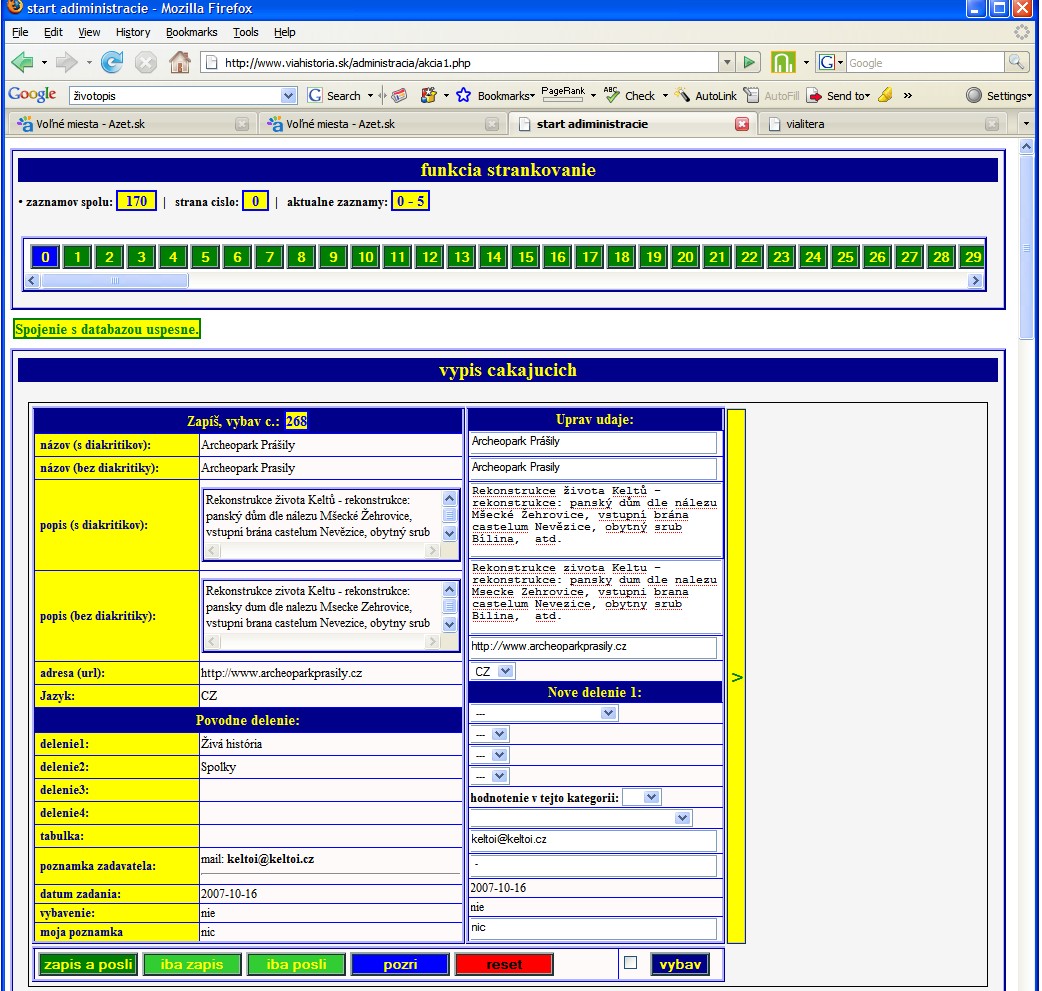 start adiministracie - Mozilla Firefox
File Edit View History Bookmarks Tools Help
http://www.viahistoria.sk/administracia/akcia1.php
G Google
Google životopis G Search Bookmarks PageRank ABC Check AutoLink AutoFill Send to » Settings
Voľné miesta - Azet.sk Voľné miesta - Azet.sk start adiministracie vialitera
funkcia strankovanie
• zaznamov spolu: 170 | strana cislo: 0 | aktualne zaznamy: 0 - 5
0 1 2 3 4 5 6 7 8 9 10 11 12 13 14 15 16 17 18 19 20 21 22 23 24 25 26 27 28 29
Spojenie s databazou uspesne.
vypis cakajucich
Zapíš, vybav c.: 268
názov (s diakritikov): Archeopark Prášily
názov (bez diakritiky): Archeopark Prasily
popis (s diakritikov):
Rekonstrukce života Keltů - rekonstrukce:
panský dům dle nálezu Mšecké Žehrovice,
vstupní brána castelum Nevězice, obytný srub
popis (bez diakritiky):
Rekonstrukce zivota Keltu - rekonstrukce:
pansky dum dle nalezu Msecke Zehrovice,
vstupni brana castelum Nevezice, obytny srub
adresa (url): http://www.archeoparkprasily.cz
Jazyk: CZ
Povodne delenie:
delenie1: Živá história
delenie2: Spolky
delenie3:
delenie4:
tabulka:
poznamka zadavatela: mail: keltoi@keltoi.cz
datum zadania: 2007-10-16
vybavenie: nie
moja poznamka nic
Uprav udaje:
Archeopark Prášily
Archeopark Prasily
Rekonstrukce života Keltů -
rekonstrukce: panský dům dle nálezu
Mšecké Žehrovice, vstupní brána
castelum Nevězice, obytný srub
Bílina, atd.
Rekonstrukce zivota Keltu -
rekonstrukce: pansky dum dle nalezu
Msecke Zehrovice, vstupni brana
castelum Nevezice, obytny srub
Bilina, atd.
http://www.archeoparkprasily.cz
CZ
Nove delenie 1:
---
---
---
---
hodnotenie v tejto kategorii:
keltoi@keltoi.cz
-
2007-10-16
nie
nic
>
zapis a posli iba zapis iba posli pozri reset vybav